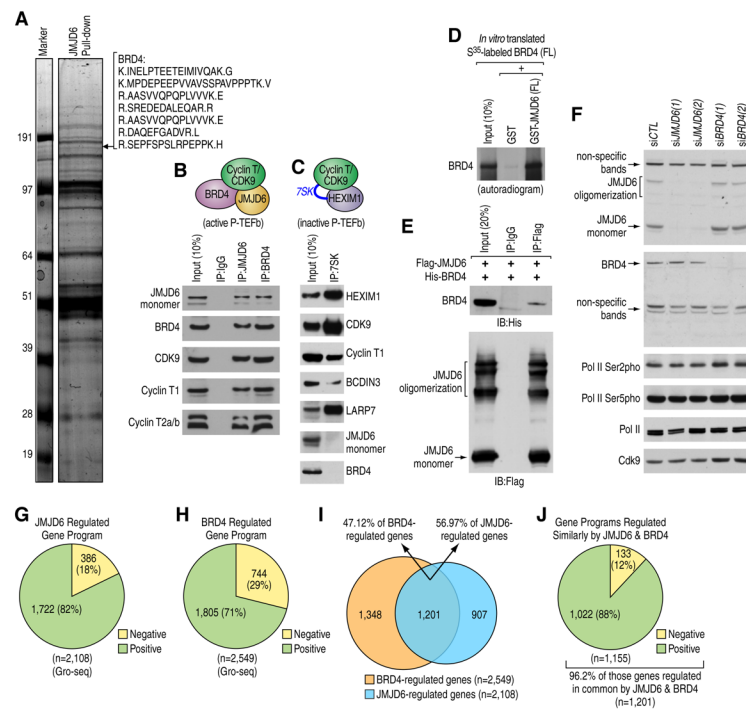 A
Marker
JMJD6
Pull-down
BRD4:
K.INELPTEETEIMIVQAK.G
K.MPDEPEEPVVAVSSPAVPPPTK.V
R.AASVVQPQPLVVVK.E
R.SREDEDALEQAR.R
R.AASVVQPQPLVVVK.E
R.DAQEFGADVR.L
R.SEPFSPSLRPEPPK.H
191
97
64
51
39
28
19
B
Cyclin T/
CDK9
BRD4
JMJD6
(active P-TEFb)
Input (10%)
IP:IgG
IP:JMJD6
IP:BRD4
JMJD6
monomer
BRD4
CDK9
Cyclin T1
Cyclin T2a/b
C
Cyclin T/
CDK9
7SK
HEXIM1
(inactive P-TEFb)
Input (10%)
IP:7SK
HEXIM1
CDK9
Cyclin T1
BCDIN3
LARP7
JMJD6
monomer
BRD4
D
In vitro translated
S35-labeled BRD4 (FL)
+
Input (10%)
GST
GST-JMJD6 (FL)
BRD4
(autoradiogram)
E
Input (20%)
IP:IgG
IP:Flag
Flag-JMJD6 + + +
His-BRD4 + + +
BRD4
IB:His
JMJD6
oligomerization
JMJD6
monomer
IB:Flag
F
siCTL
siJMJD6(1)
siJMJD6(2)
siBRD4(1)
siBRD4(2)
non-specific
bands
JMJD6
oligomerization
JMJD6
monomer
BRD4
non-specific
bands
Pol II Ser2pho
Pol II Ser5pho
Pol II
Cdk9
G
JMJD6 Regulated
Gene Program
386
(18%)
1,722 (82%)
Negative
Positive
(n=2,108)
(Gro-seq)
H
BRD4 Regulated
Gene Program
744
(29%)
1,805 (71%)
Negative
Positive
(n=2,549)
(Gro-seq)
I
47.12% of BRD4-
regulated genes
56.97% of JMJD6-
regulated genes
1,348
1,201
907
BRD4-regulated genes (n=2,549)
JMJD6-regulated genes (n=2,108)
J
Gene Programs Regulated
Similarly by JMJD6 & BRD4
133
(12%)
1,022 (88%)
Negative
Positive
(n=1,155)
96.2% of those genes regulated
in common by JMJD6 & BRD4
(n=1,201)